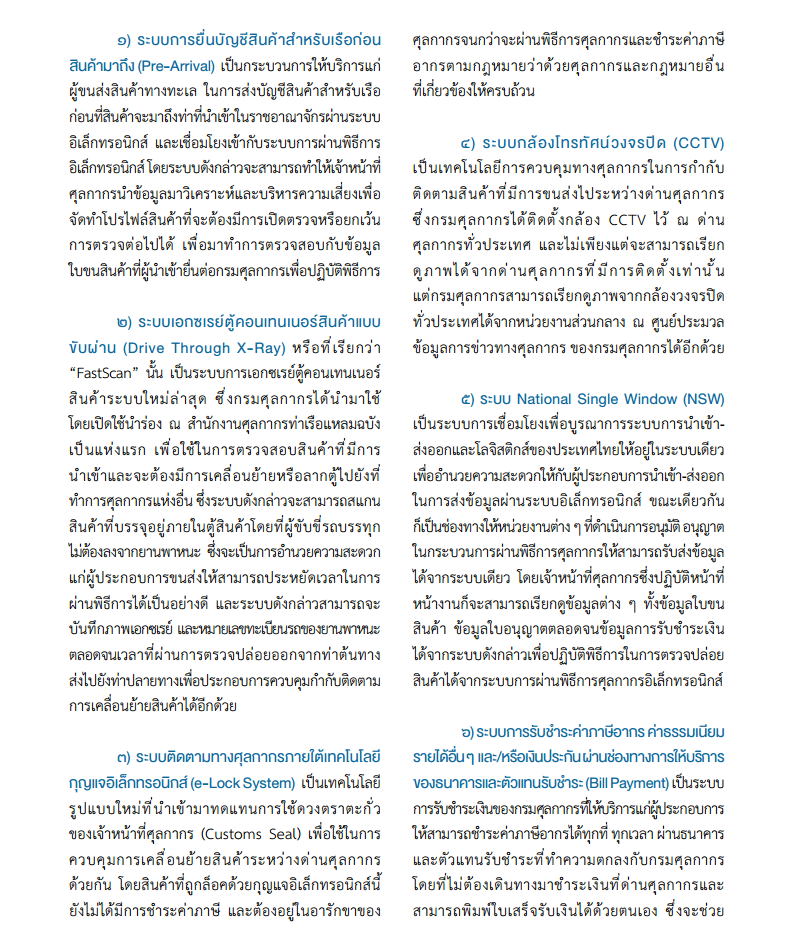 ๑) ระบบการยื่นบัญชีสินค้าสำหรับเรือก่อน
สินค้ามาถึง (Pre-Arrival) เป็นกระบวนการให้บริการแก่
ผู้ขนส่งสินค้าทางทะเล ในการส่งบัญชีสินค้าสำหรับเรือ
ก่อนที่สินค้าจะมาถึงท่าที่นำเข้าในราชอาณาจักรผ่านระบบ
อิเล็กทรอนิกส์ และเชื่อมโยงเข้ากับระบบการผ่านพิธีการ
อิเล็กทรอนิกส์ โดยระบบดังกล่าวจะสามารถทำให้เจ้าหน้าที่
ศุลกากรนำข้อมูลมาวิเคราะห์และบริหารความเสี่ยงเพื่อ
จัดทำโปรไฟล์สินค้าที่จะต้องมีการเปิดตรวจหรือยกเว้น
การตรวจต่อไปได้ เพื่อมาทำการตรวจสอบกับข้อมูล
ใบขนสินค้าที่ผู้นำเข้ายื่นต่อกรมศุลกากรเพื่อปฏิบัติพิธีการ
๒) ระบบเอกซเรย์ตู้คอนเทนเนอร์สินค้าแบบ
ขับผ่าน (Drive Through X-Ray) หรือที่เรียกว่า
“FastScan” นั้น เป็นระบบการเอกซเรย์ตู้คอนเทนเนอร์
สินค้าระบบใหม่ล่าสุด ซึ่งกรมศุลกากรได้นำมาใช้
โดยเปิดใช้นำร่อง ณ สำนักงานศุลกากรท่าเรือแหลมฉบัง
เป็นแห่งแรก เพื่อใช้ในการตรวจสอบสินค้าที่มีการ
นำเข้าและจะต้องมีการเคลื่อนย้ายหรือลากตู้ไปยังที่
ทำการศุลกากรแห่งอื่น ซึ่งระบบดังกล่าวจะสามารถสแกน
สินค้าที่บรรจุอยู่ภายในตู้สินค้าโดยที่ผู้ขับขี่รถบรรทุก
ไม่ต้องลงจากยานพาหนะ ซึ่งจะเป็นการอำนวยความสะดวก
แก่ผู้ประกอบการขนส่งให้สามารถประหยัดเวลาในการ
ผ่านพิธีการได้เป็นอย่างดี และระบบดังกล่าวสามารถจะ
บันทึกภาพเอกซเรย์ และหมายเลขทะเบียนรถของยานพาหนะ
ตลอดจนเวลาที่ผ่านการตรวจปล่อยออกจากท่าต้นทาง
ส่งไปยังท่าปลายทางเพื่อประกอบการควบคุมกำกับติดตาม
การเคลื่อนย้ายสินค้าได้อีกด้วย
๓) ระบบติดตามทางศุลกากรภายใต้เทคโนโลยี
กุญแจอิเล็กทรอนิกส์ (e-Lock System) เป็นเทคโนโลยี
รูปแบบใหม่ที่นำเข้ามาทดแทนการใช้ดวงตราตะกั่ว
ของเจ้าหน้าที่ศุลกากร (Customs Seal) เพื่อใช้ในการ
ควบคุมการเคลื่อนย้ายสินค้าระหว่างด่านศุลกากร
ด้วยกัน โดยสินค้าที่ถูกล็อคด้วยกุญแจอิเล็กทรอนิกส์นี้
ยังไม่ได้มีการชำระค่าภาษี และต้องอยู่ในอารักขาของ
ศุลกากรจนกว่าจะผ่านพิธีการศุลกากรและชำระค่าภาษี
อากรตามกฎหมายว่าด้วยศุลกากรและกฎหมายอื่น
ที่เกี่ยวข้องให้ครบถ้วน
๔) ระบบกล้องโทรทัศน์วงจรปิด (CCTV)
เป็นเทคโนโลยีการควบคุมทางศุลกากรในการกำกับ
ติดตามสินค้าที่มีการขนส่งไประหว่างด่านศุลกากร
ซึ่งกรมศุลกากรได้ติดตั้งกล้อง CCTV ไว้ ณ ด่าน
ศุลกากรทั่วประเทศ และไม่เพียงแต่จะสามารถเรียก
ดูภาพได้จากด่านศุลกากรที่มีการติดตั้งเท่านั้น
แต่กรมศุลกากรสามารถเรียกดูภาพจากกล้องวงจรปิด
ทั่วประเทศได้จากหน่วยงานส่วนกลาง ณ ศูนย์ประมวล
ข้อมูลการข่าวทางศุลกากร ของกรมศุลกากรได้อีกด้วย
๕) ระบบ National Single Window (NSW)
เป็นระบบการเชื่อมโยงเพื่อบูรณาการระบบการนำเข้า-
ส่งออกและโลจิสติกส์ของประเทศไทยให้อยู่ในระบบเดียว
เพื่ออำนวยความสะดวกให้กับผู้ประกอบการนำเข้า-ส่งออก
ในการส่งข้อมูลผ่านระบบอิเล็กทรอนิกส์ ขณะเดียวกัน
ก็เป็นช่องทางให้หน่วยงานต่าง ๆ ที่ดำเนินการอนุมัติ อนุญาต
ในกระบวนการผ่านพิธีการศุลกากรให้สามารถรับส่งข้อมูล
ได้จากระบบเดียว โดยเจ้าหน้าที่ศุลกากรซึ่งปฏิบัติหน้าที่
หน้างานก็จะสามารถเรียกดูข้อมูลต่าง ๆ ทั้งข้อมูลใบขน
สินค้า ข้อมูลใบอนุญาตตลอดจนข้อมูลการรับชำระเงิน
ได้จากระบบดังกล่าวเพื่อปฏิบัติพิธีการในการตรวจปล่อย
สินค้าได้จากระบบการผ่านพิธีการศุลกากรอิเล็กทรอนิกส์
๖) ระบบการรับชำระค่าภาษีอากร ค่าธรรมเนียม
รายได้อื่น ๆ และ/หรือเงินประกัน ผ่านช่องทางการให้บริการ
ของธนาคารและตัวแทนรับชำระ (Bill Payment) เป็นระบบ
การรับชำระเงินของกรมศุลกากรที่ให้บริการแก่ผู้ประกอบการ
ให้สามารถชำระค่าภาษีอากรได้ทุกที่ ทุกเวลา ผ่านธนาคาร
และตัวแทนรับชำระที่ทำความตกลงกับกรมศุลกากร
โดยที่ไม่ต้องเดินทางมาชำระเงินที่ด่านศุลกากรและ
สามารถพิมพ์ใบเสร็จรับเงินได้ด้วยตนเอง ซึ่งจะช่วย